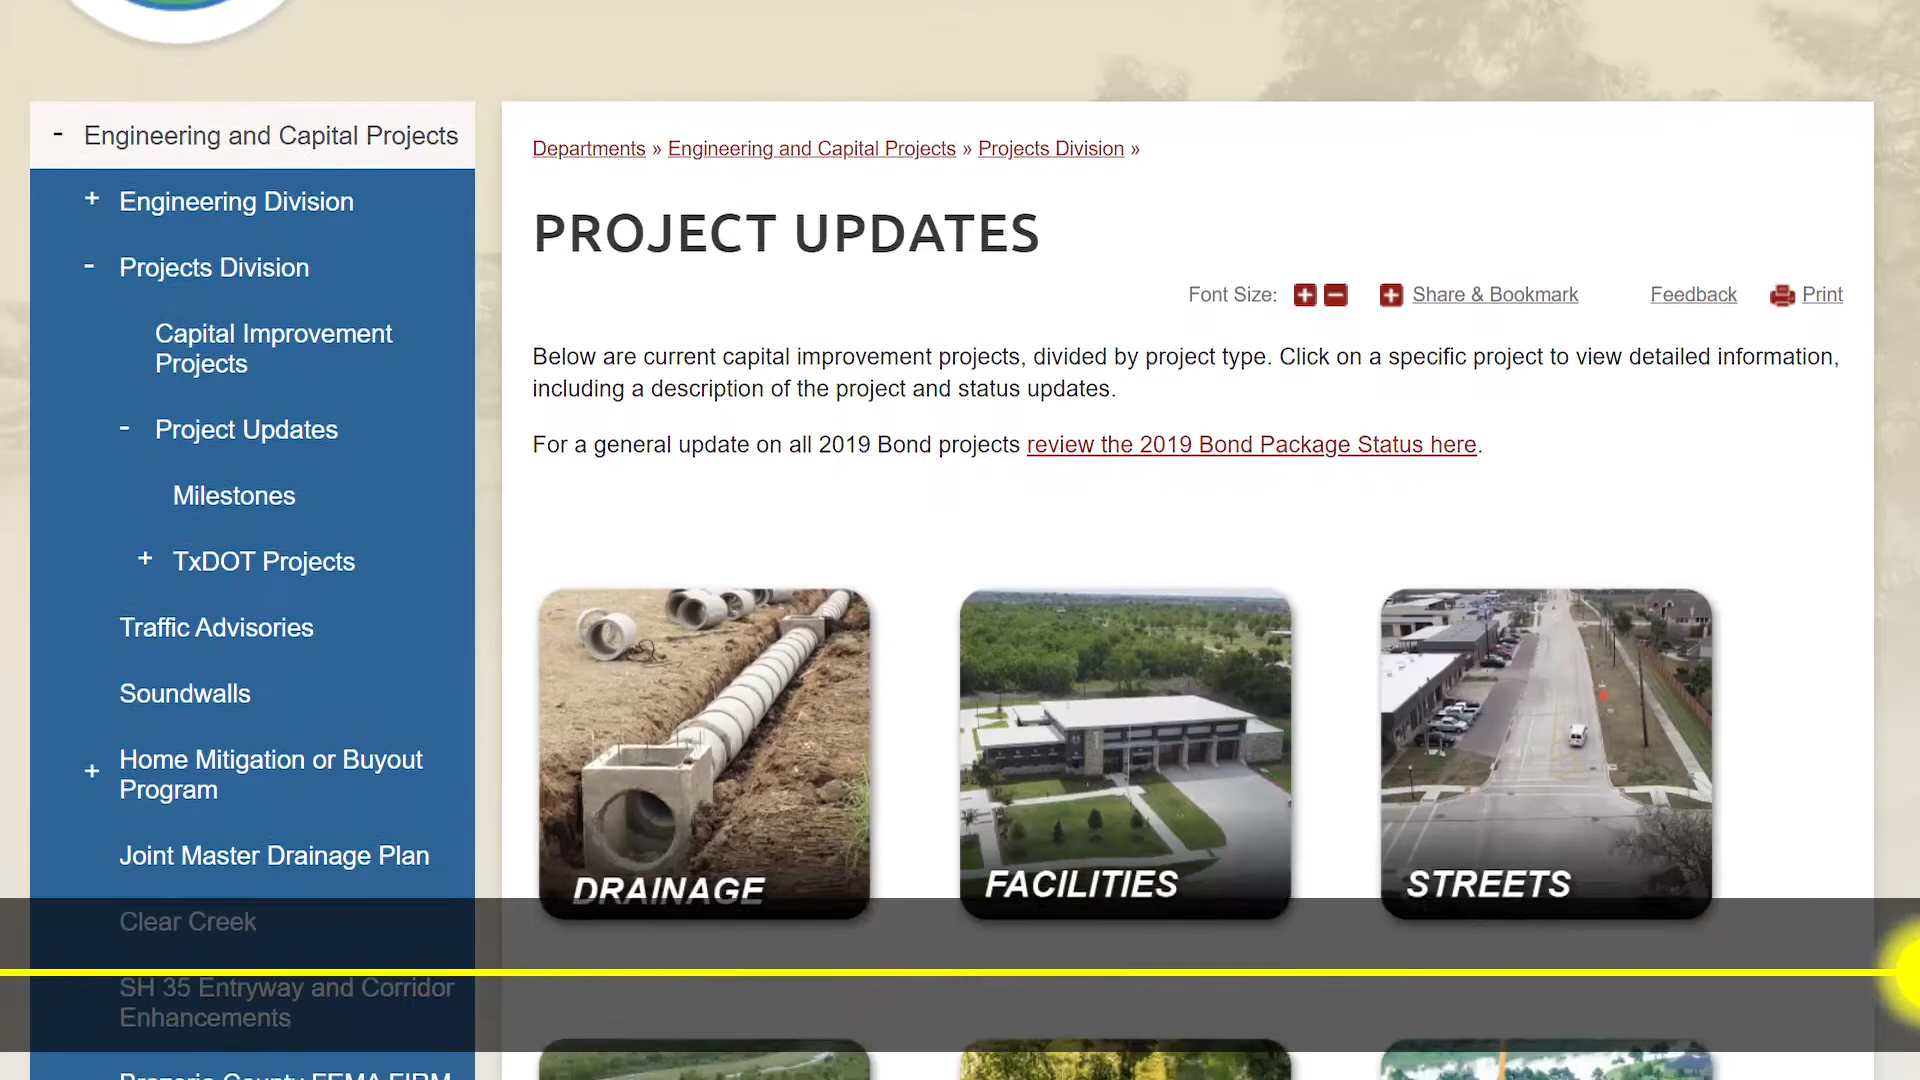 - Engineering and Capital Projects
+ Engineering Division
- Projects Division
Capital Improvement
Projects
- Project Updates
Milestones
+ TxDOT Projects
Traffic Advisories
Soundwalls
+ Home Mitigation or Buyout
Program
Joint Master Drainage Plan
Clear Creek
SH 35 Entryway and Corridor
Enhancements
Brazoria County FEMA FIRM
Departments » Engineering and Capital Projects » Projects Division »
PROJECT UPDATES
Font Size: + - + Share & Bookmark Feedback Print
Below are current capital improvement projects, divided by project type. Click on a specific project to view detailed information,
including a description of the project and status updates.
For a general update on all 2019 Bond projects review the 2019 Bond Package Status here.
DRAINAGE
FACILITIES
STREETS